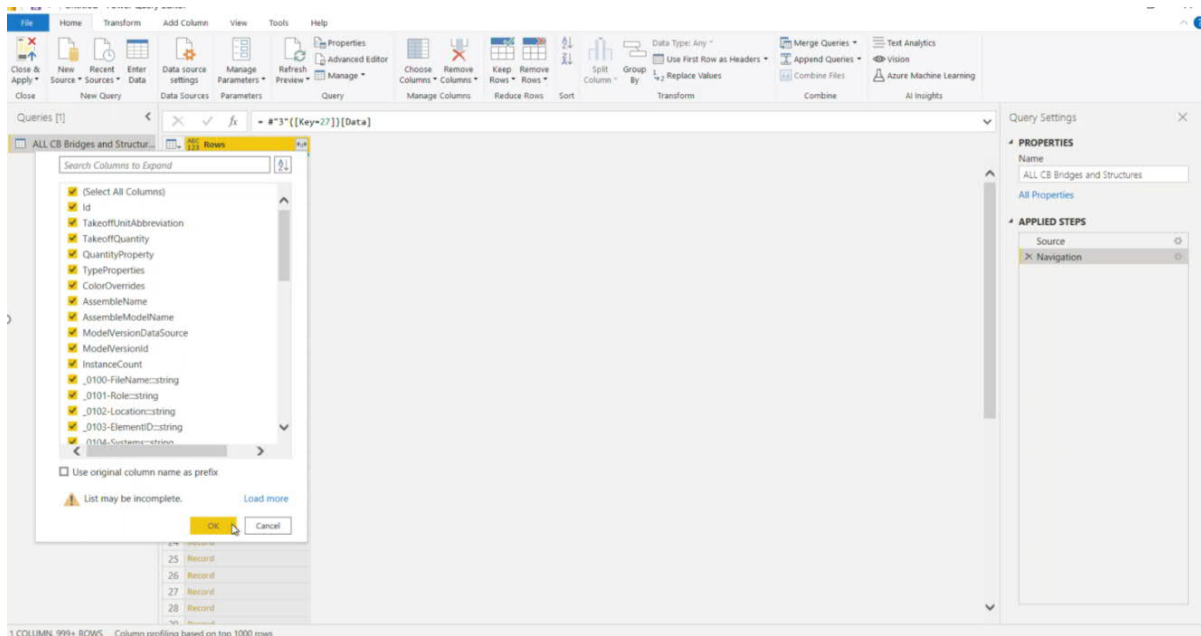 File Home Transform Add Column View Tools Help
Close & Apply
New Source
Recent Sources
Enter Data
Data source settings
Manage Parameters
Refresh Preview
Properties
Advanced Editor
Manage
Choose Columns
Remove Columns
Keep Rows
Remove Rows
Split Column
Group By
Data Type: Any
Use First Row as Headers
Replace Values
Merge Queries
Append Queries
Combine Files
Text Analytics
Vision
Azure Machine Learning
Close New Query Data Sources Parameters Query Manage Columns Reduce Rows Sort Transform Combine AI Insights
Queries [1]
fx = #"3"{[Key=27]}[Data]
ALL CB Bridges and Structur...
ABC 123 Rows
Search Columns to Expand
(Select All Columns)
Id
TakeoffUnitAbbreviation
TakeoffQuantity
QuantityProperty
TypeProperties
ColorOverrides
AssembleName
AssembleModelName
ModelVersionDataSource
ModelVersionId
InstanceCount
_0100-FileName::string
_0101-Role::string
_0102-Location::string
_0103-ElementID::string
_0104-Systems::string
Use original column name as prefix
List may be incomplete. Load more
OK Cancel
24 Record
25 Record
26 Record
27 Record
28 Record
Query Settings
PROPERTIES
Name
ALL CB Bridges and Structures
All Properties
APPLIED STEPS
Source
Navigation
1 COLUMN, 999+ ROWS Column profiling based on top 1000 rows